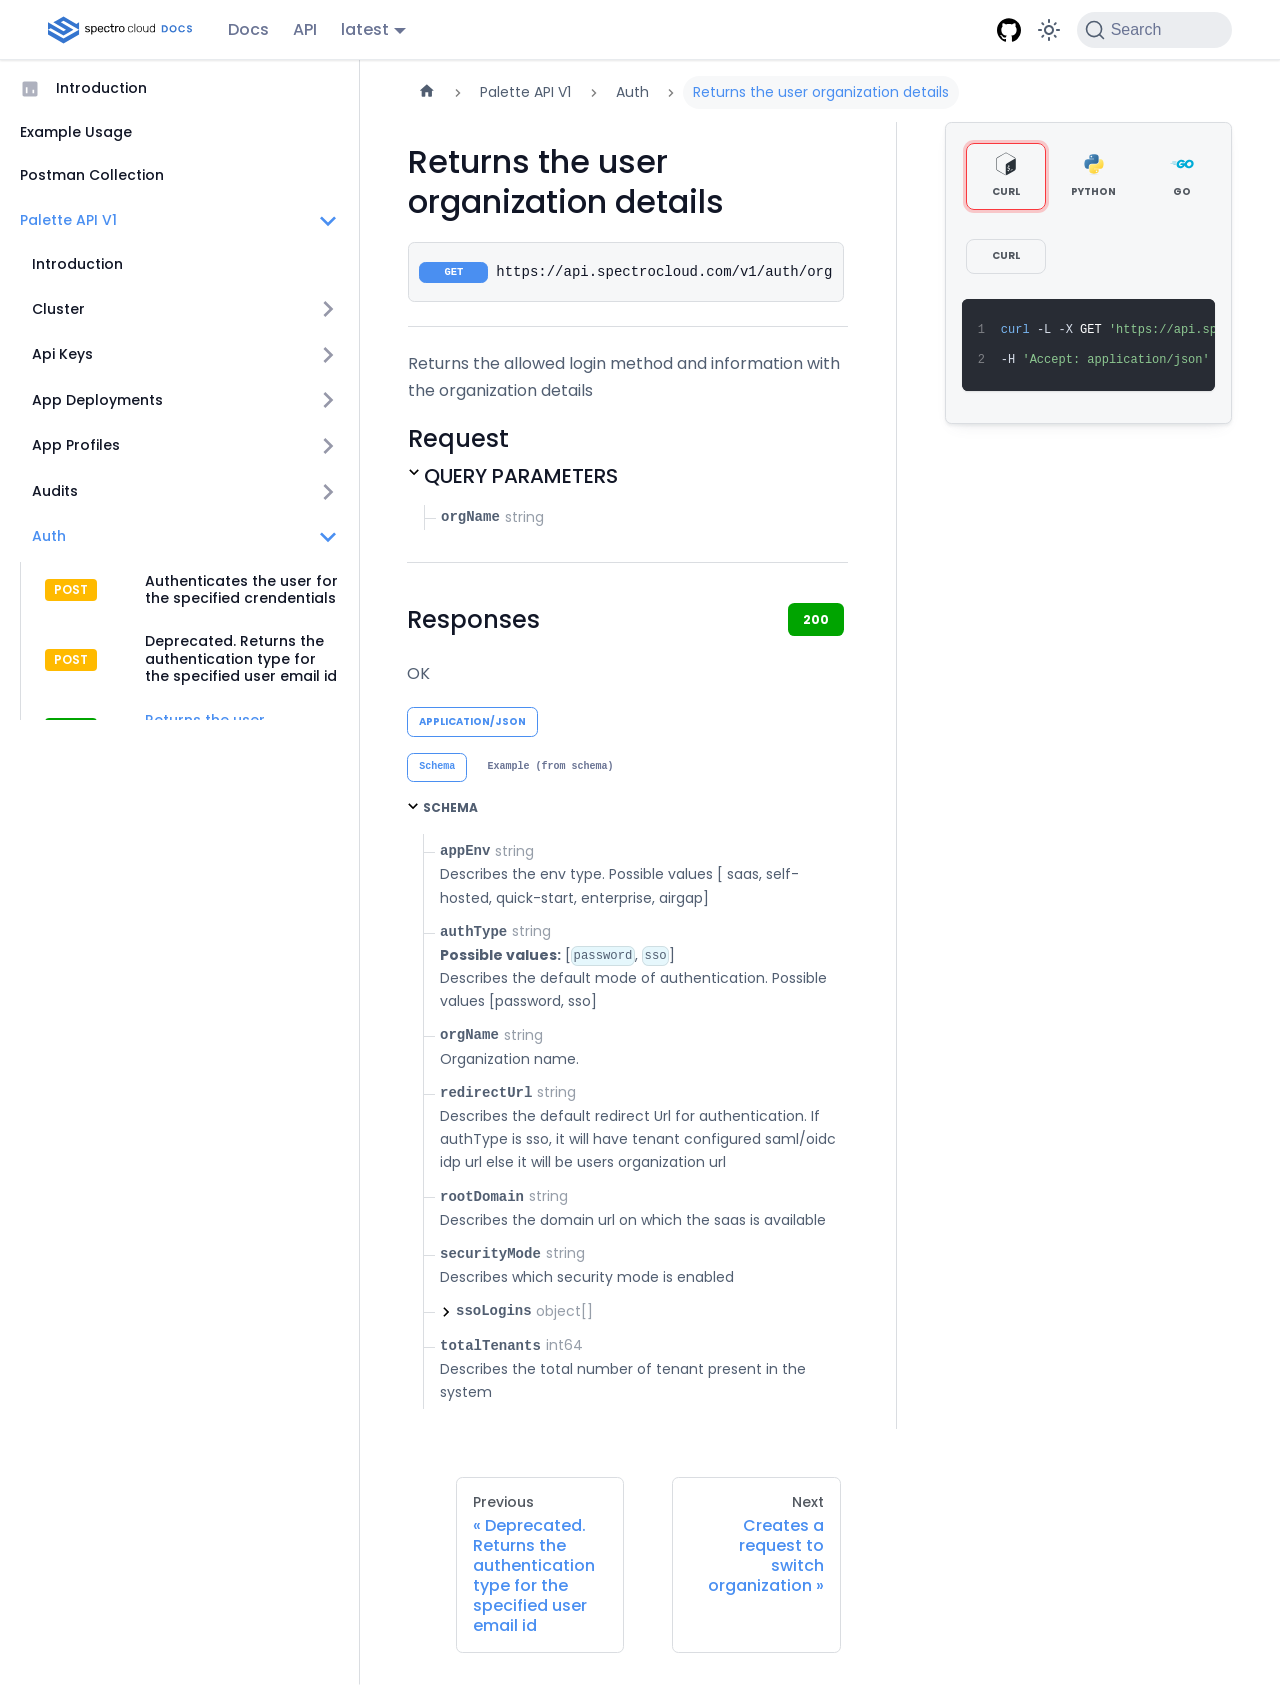 spectro cloud DOCS
Docs API latest
Search
Introduction
Example Usage
Postman Collection
Palette API V1
Introduction
Cluster
Api Keys
App Deployments
App Profiles
Audits
Auth
POST Authenticates the user for
the specified crendentials
POST Deprecated. Returns the
authentication type for
the specified user email id
Returns the user
Palette API V1 Auth Returns the user organization details
Returns the user
organization details
GET https://api.spectrocloud.com/v1/auth/org
Returns the allowed login method and information with
the organization details
Request
QUERY PARAMETERS
orgName string
Responses 200
OK
APPLICATION/JSON
Schema Example (from schema)
SCHEMA
appEnv string
Describes the env type. Possible values [ saas, self-
hosted, quick-start, enterprise, airgap]
authType string
Possible values: [password, sso]
Describes the default mode of authentication. Possible
values [password, sso]
orgName string
Organization name.
redirectUrl string
Describes the default redirect Url for authentication. If
authType is sso, it will have tenant configured saml/oidc
idp url else it will be users organization url
rootDomain string
Describes the domain url on which the saas is available
securityMode string
Describes which security mode is enabled
ssoLogins object[]
totalTenants int64
Describes the total number of tenant present in the
system
CURL PYTHON GO
CURL
1 curl -L -X GET 'https://api.sp
2 -H 'Accept: application/json'
Previous
« Deprecated.
Returns the
authentication
type for the
specified user
email id
Next
Creates a
request to
switch
organization »